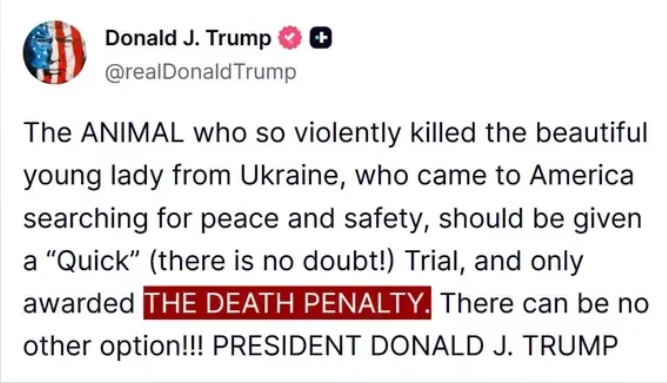 Donald J. Trump
@realDonaldTrump
The ANIMAL who so violently killed the beautiful
young lady from Ukraine, who came to America
searching for peace and safety, should be given
a “Quick” (there is no doubt!) Trial, and only
awarded THE DEATH PENALTY. There can be no
other option!!! PRESIDENT DONALD J. TRUMP